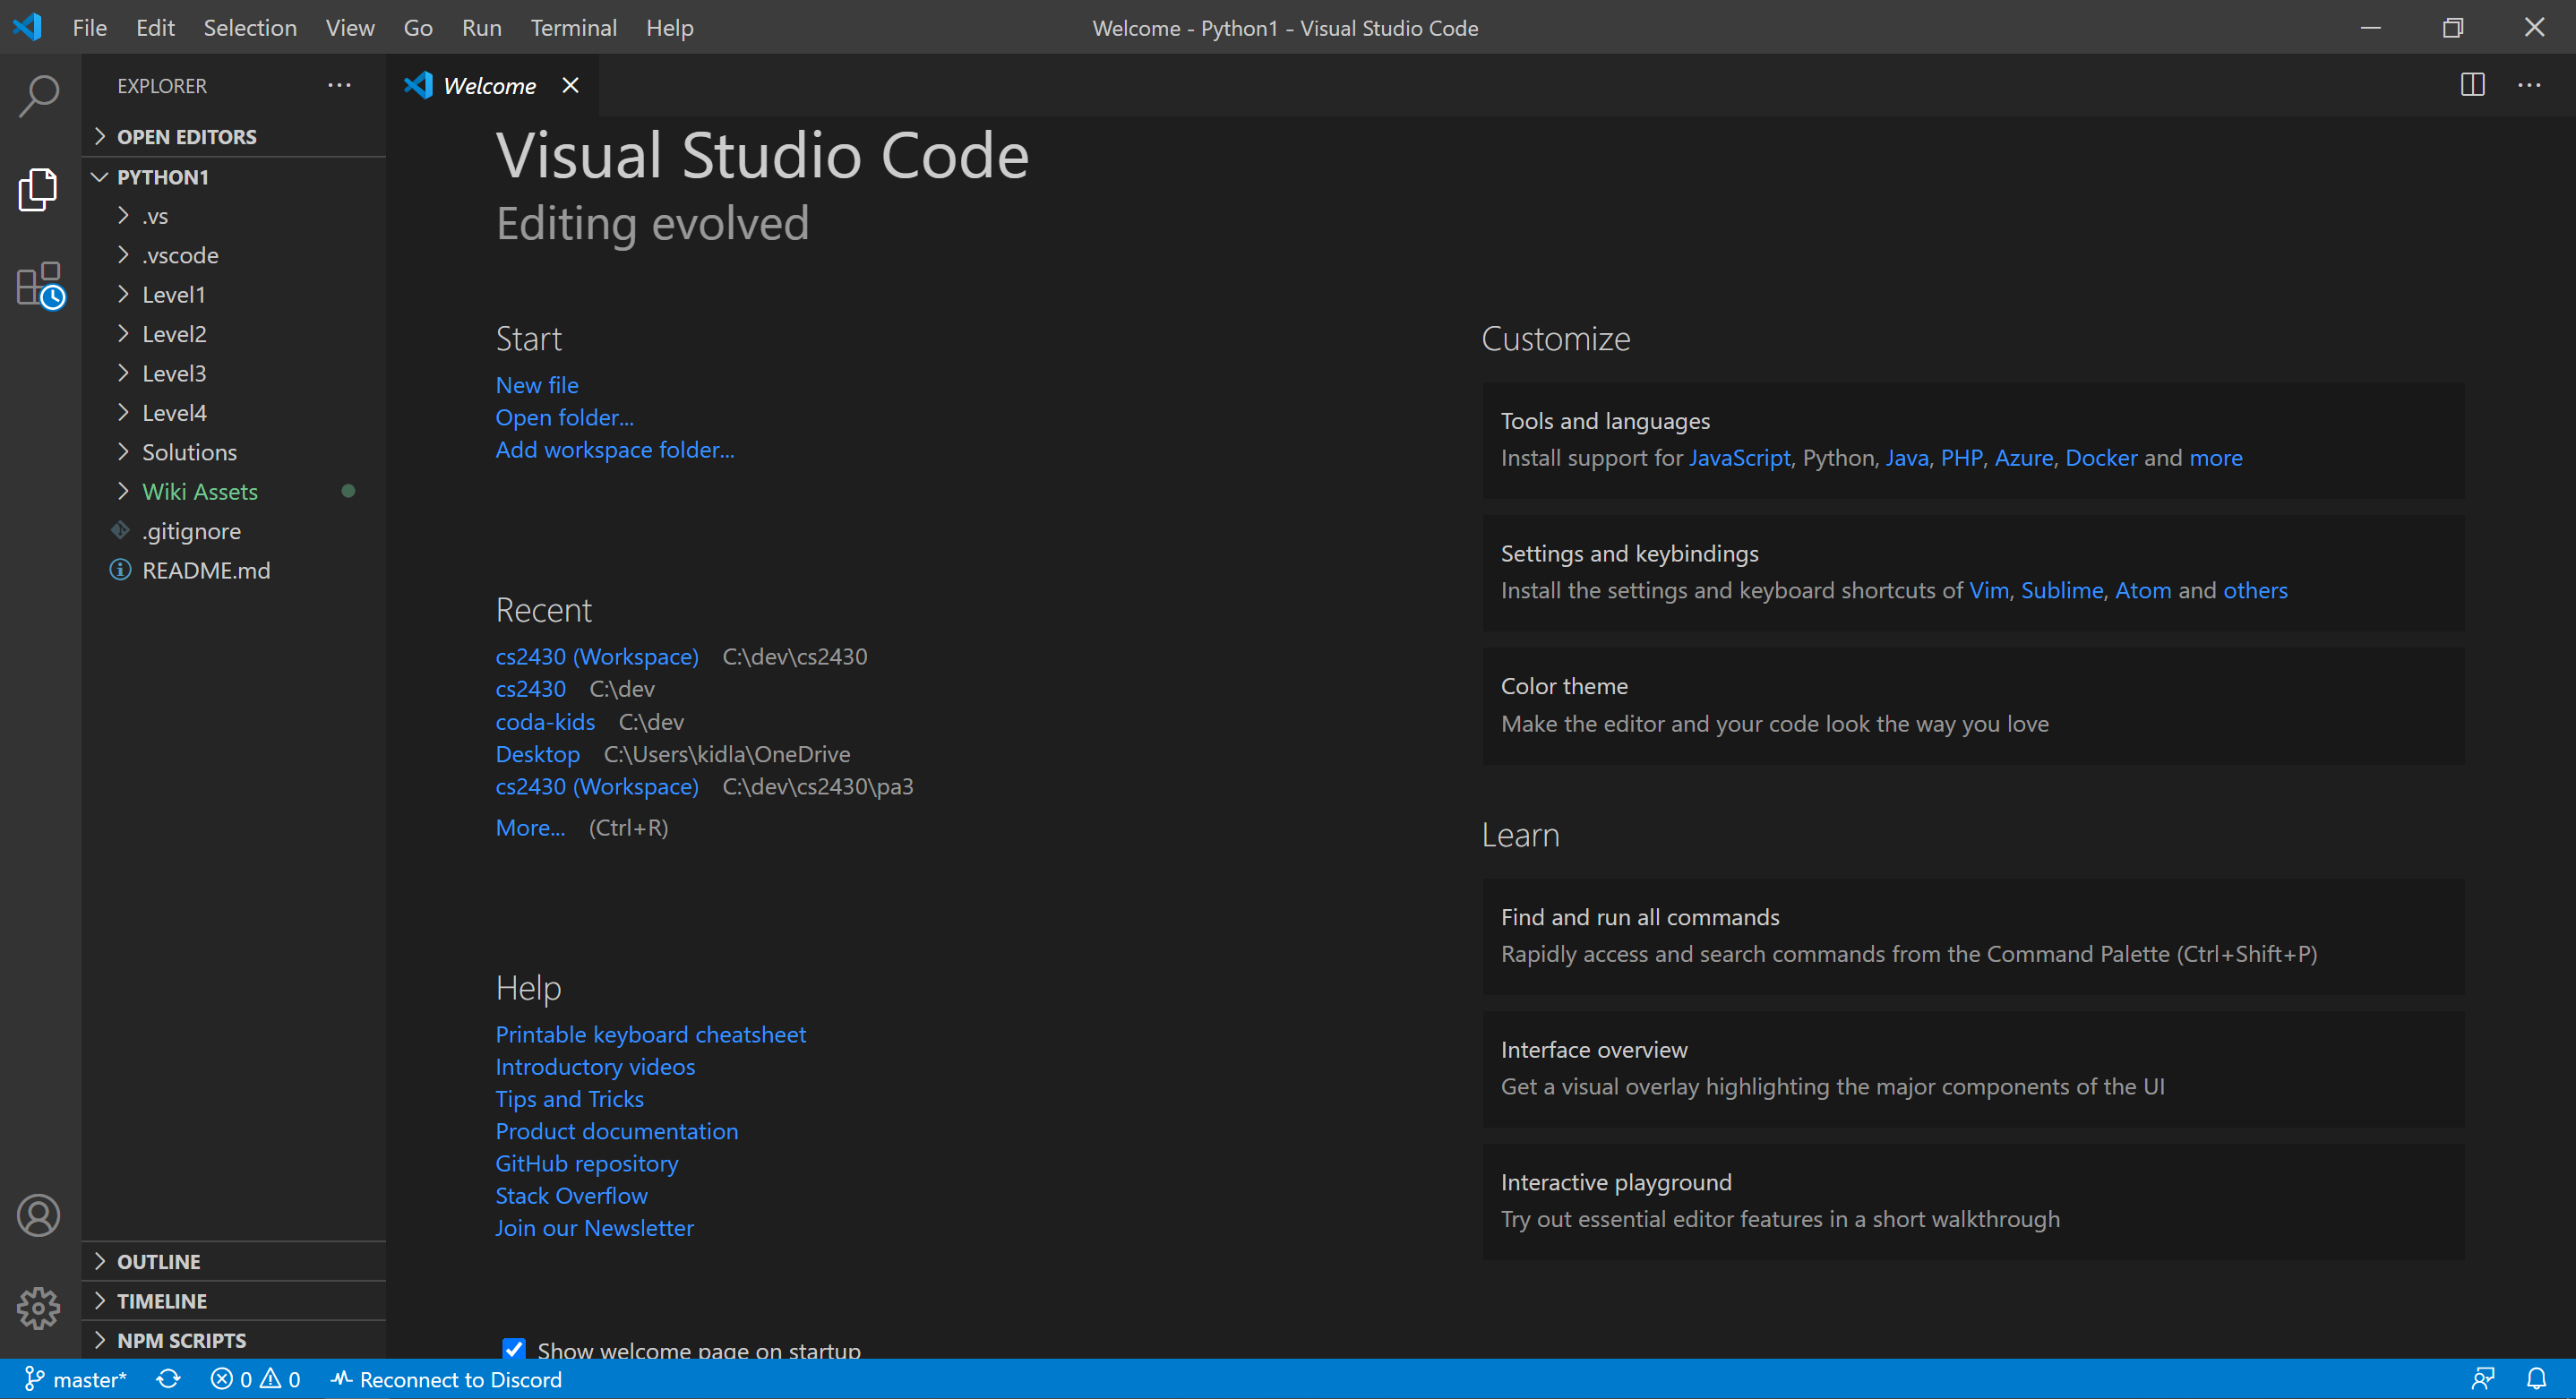 File Edit Selection View Go Run Terminal Help
Welcome - Python1 - Visual Studio Code
EXPLORER
OPEN EDITORS
PYTHON1
.vs
.vscode
Level1
Level2
Level3
Level4
Solutions
Wiki Assets
.gitignore
README.md
OUTLINE
TIMELINE
NPM SCRIPTS
Welcome
Visual Studio Code
Editing evolved
Start
New file
Open folder...
Add workspace folder...
Recent
cs2430 (Workspace) C:\dev\cs2430
cs2430 C:\dev
coda-kids C:\dev
Desktop C:\Users\kidla\OneDrive
cs2430 (Workspace) C:\dev\cs2430\pa3
More... (Ctrl+R)
Help
Printable keyboard cheatsheet
Introductory videos
Tips and Tricks
Product documentation
GitHub repository
Stack Overflow
Join our Newsletter
Show welcome page on startup
Customize
Tools and languages
Install support for JavaScript, Python, Java, PHP, Azure, Docker and more
Settings and keybindings
Install the settings and keyboard shortcuts of Vim, Sublime, Atom and others
Color theme
Make the editor and your code look the way you love
Learn
Find and run all commands
Rapidly access and search commands from the Command Palette (Ctrl+Shift+P)
Interface overview
Get a visual overlay highlighting the major components of the UI
Interactive playground
Try out essential editor features in a short walkthrough
master* 0 0 Reconnect to Discord